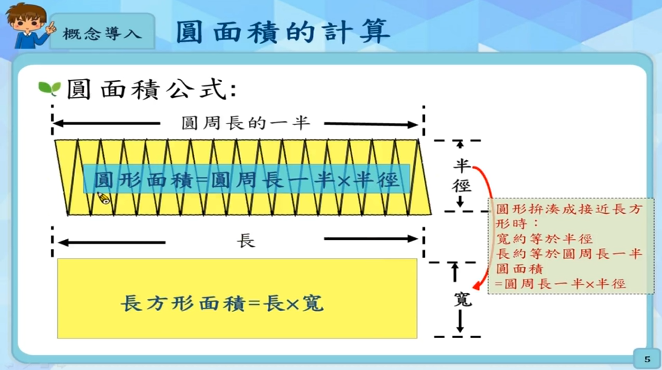 概念導入
圓面積的計算
圓面積公式:
圓周長的一半
圓形面積=圓周長一半×半徑
半徑
長
長方形面積=長×寬
寬
圓形拚湊成接近長方
形時：
寬約等於半徑
長約等於圓周長一半
圓面積
=圓周長一半×半徑
5